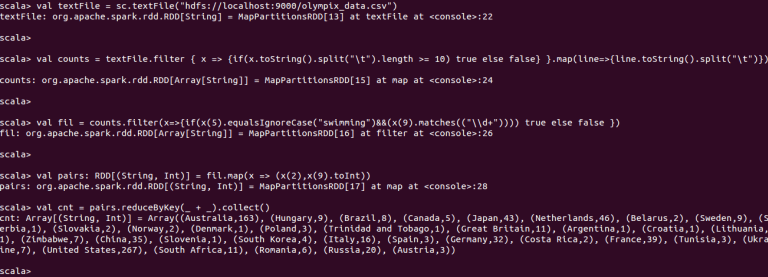 scala> val textFile = sc.textFile("hdfs://localhost:9000/olympix_data.csv")
textFile: org.apache.spark.rdd.RDD[String] = MapPartitionsRDD[13] at textFile at <console>:22
scala>
scala> val counts = textFile.filter { x => {if(x.toString().split("\t").length >= 10) true else false} }.map(line=>{line.toString().split("\t")})
counts: org.apache.spark.rdd.RDD[Array[String]] = MapPartitionsRDD[15] at map at <console>:24
scala>
scala> val fil = counts.filter(x=>{if(x(5).equalsIgnoreCase("swimming")&&(x(9).matches(("\\d+")))) true else false })
fil: org.apache.spark.rdd.RDD[Array[String]] = MapPartitionsRDD[16] at filter at <console>:26
scala>
scala> val pairs: RDD[(String, Int)] = fil.map(x => (x(2),x(9).toInt))
pairs: org.apache.spark.rdd.RDD[(String, Int)] = MapPartitionsRDD[17] at map at <console>:28
scala>
scala> val cnt = pairs.reduceByKey(_ + _).collect()
cnt: Array[(String, Int)] = Array((Australia,163), (Hungary,9), (Brazil,8), (Canada,5), (Japan,43), (Netherlands,46), (Belarus,2), (Sweden,9), (S
erbia,1), (Slovakia,2), (Norway,2), (Denmark,1), (Poland,3), (Trinidad and Tobago,1), (Great Britain,11), (Argentina,1), (Croatia,1), (Lithuania,
1), (Zimbabwe,7), (China,35), (Slovenia,1), (South Korea,4), (Italy,16), (Spain,3), (Germany,32), (Costa Rica,2), (France,39), (Tunisia,3), (Ukra
ine,7), (United States,267), (South Africa,11), (Romania,6), (Russia,20), (Austria,3))
scala>